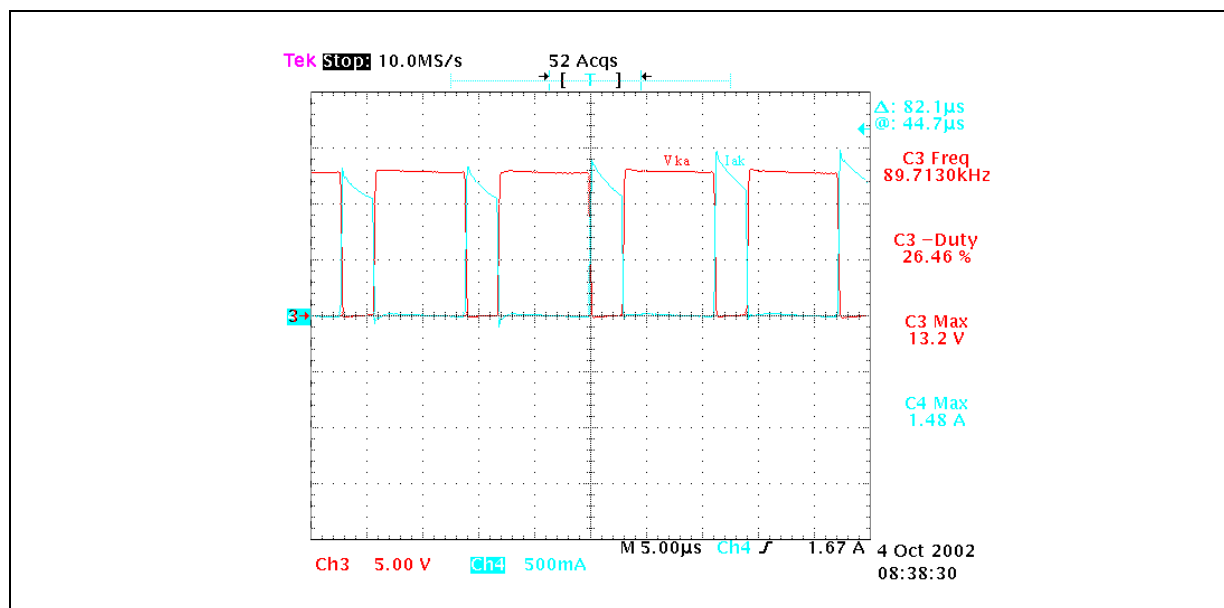 Tek Stop: 10.0MS/s 52 Acqs
[ T ]
Δ: 82.1µs
@: 44.7µs
Vka Iak
C3 Freq
89.7130kHz
C3 −Duty
26.46 %
3
C3 Max
13.2 V
C4 Max
1.48 A
M 5.00µs Ch4 1.67 A
Ch3 5.00 V Ch4 500mA
4 Oct 2002
08:38:30